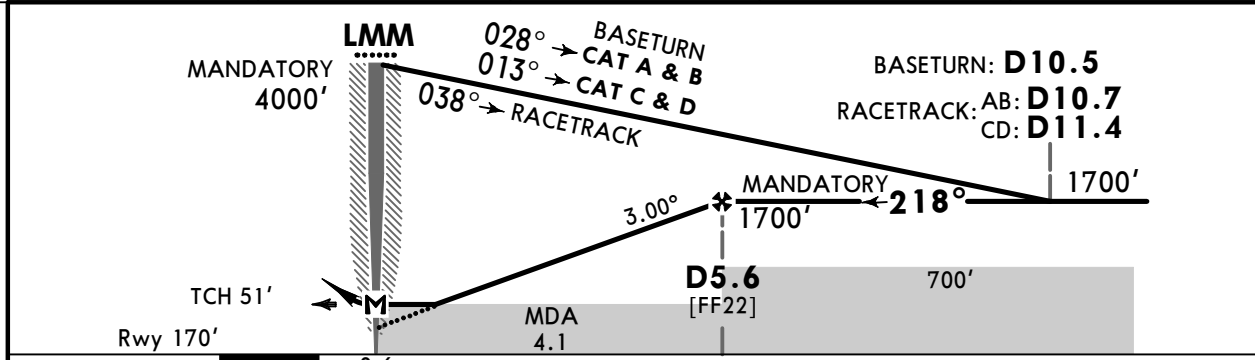 LMM
MANDATORY
4000'
028° → BASETURN CAT A & B
013° → CAT C & D
038° → RACETRACK
BASETURN: D10.5
RACETRACK: AB: D10.7
CD: D11.4
1700'
MANDATORY
1700'
←218°
3.00°
D5.6
[FF22]
700'
TCH 51'
M
MDA
4.1
Rwy 170'